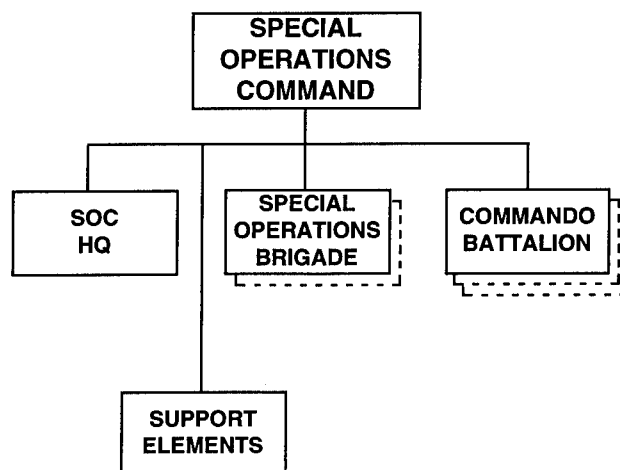 SPECIAL
OPERATIONS
COMMAND
SOC
HQ
SPECIAL
OPERATIONS
BRIGADE
COMMANDO
BATTALION
SUPPORT
ELEMENTS